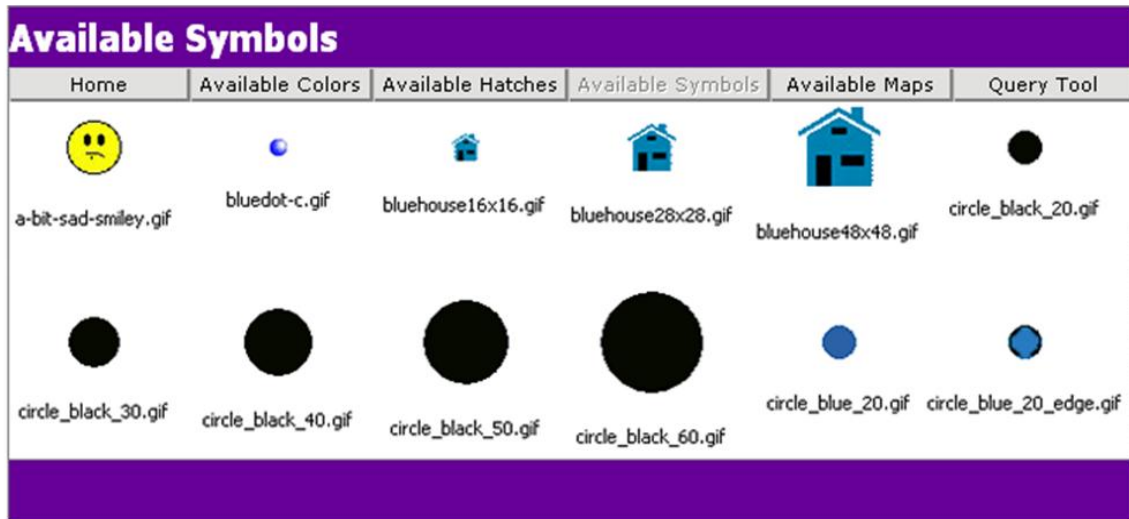 Available Symbols
Home Available Colors Available Hatches Available Symbols Available Maps Query Tool
a-bit-sad-smiley.gif bluedot-c.gif bluehouse16x16.gif bluehouse28x28.gif bluehouse48x48.gif circle_black_20.gif
circle_black_30.gif circle_black_40.gif circle_black_50.gif circle_black_60.gif circle_blue_20.gif circle_blue_20_edge.gif